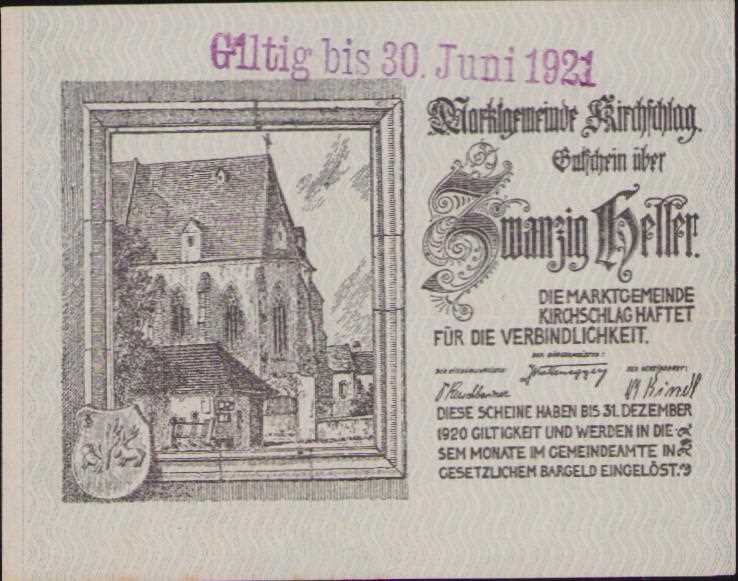 Giltig bis 30. Juni 1921
Marktgemeinde Kirchschlag.
Gutschein über
Zwanzig Heller.
DIE MARKTGEMEINDE
KIRCHSCHLAG HAFTET
FÜR DIE VERBINDLICHKEIT.
DER BÜRGERMEISTER:
DIESE SCHEINE HABEN BIS 31. DEZEMBER
1920 GILTIGKEIT UND WERDEN IN DIE-
SEM MONATE IM GEMEINDEAMTE IN
GESETZLICHEM BARGELD EINGELÖST.